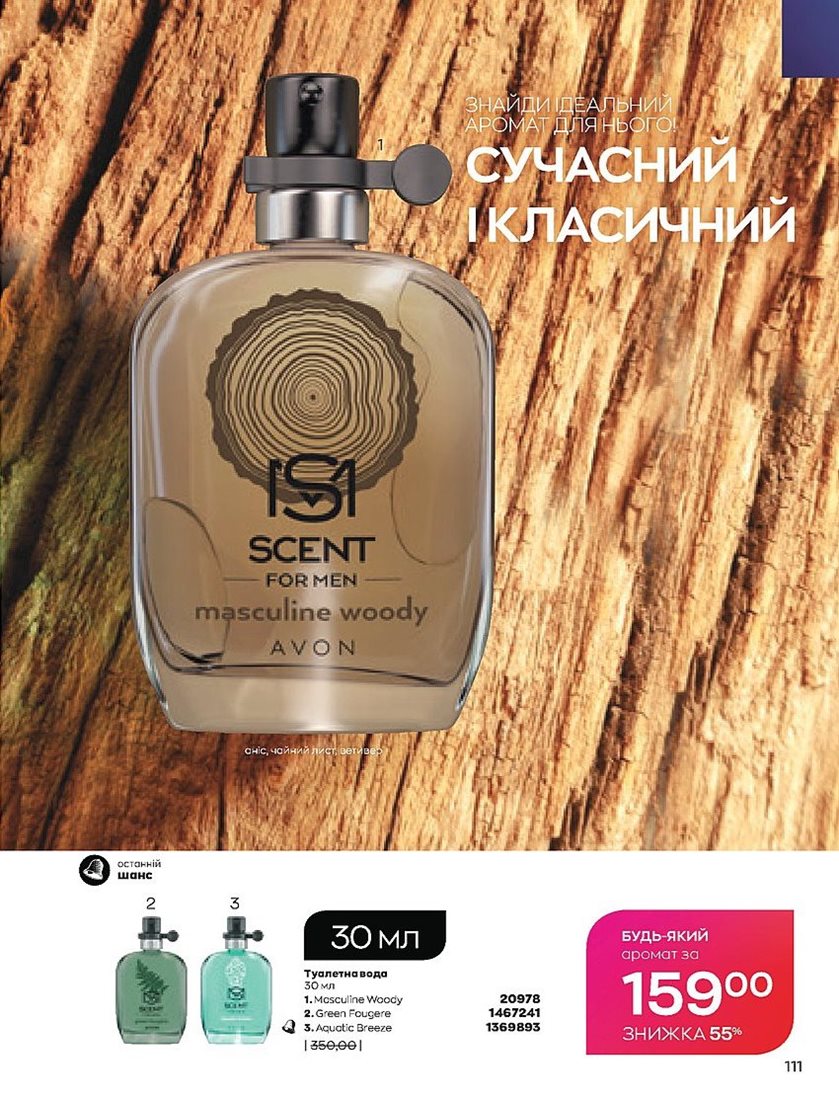 ЗНАЙДИ ІДЕАЛЬНИЙ
АРОМАТ ДЛЯ НЬОГО!
СУЧАСНИЙ
І КЛАСИЧНИЙ
1
SCENT
FOR MEN
masculine woody
AVON
аніс, чайний лист, ветивер
останній
шанс
2
3
SCENT
SCENT
30 МЛ
Туалетна вода
30 мл
1. Masculine Woody 20978
2. Green Fougere 1467241
3. Aquatic Breeze 1369893
| 350,00 |
БУДЬ-ЯКИЙ
аромат за
159⁰⁰
ЗНИЖКА 55%
111